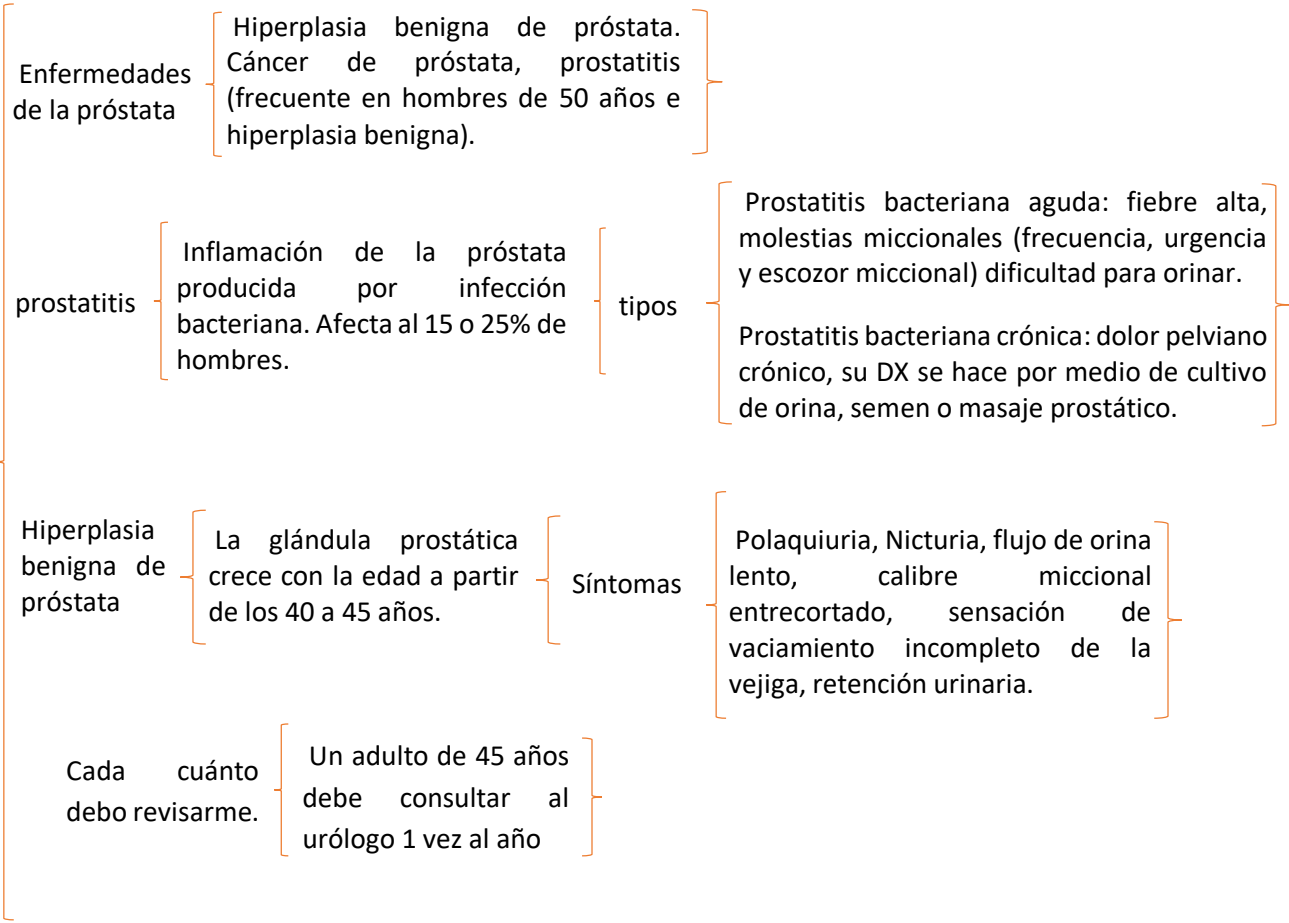 Enfermedades
de la próstata
Hiperplasia benigna de próstata.
Cáncer de próstata, prostatitis
(frecuente en hombres de 50 años e
hiperplasia benigna).
prostatitis
Inflamación de la próstata
producida por infección
bacteriana. Afecta al 15 o 25% de
hombres.
tipos
Prostatitis bacteriana aguda: fiebre alta,
molestias miccionales (frecuencia, urgencia
y escozor miccional) dificultad para orinar.
Prostatitis bacteriana crónica: dolor pelviano
crónico, su DX se hace por medio de cultivo
de orina, semen o masaje prostático.
Hiperplasia
benigna de
próstata
La glándula prostática
crece con la edad a partir
de los 40 a 45 años.
Síntomas
Polaquiuria, Nicturia, flujo de orina
lento, calibre miccional
entrecortado, sensación de
vaciamiento incompleto de la
vejiga, retención urinaria.
Cada cuánto
debo revisarme.
Un adulto de 45 años
debe consultar al
urólogo 1 vez al año